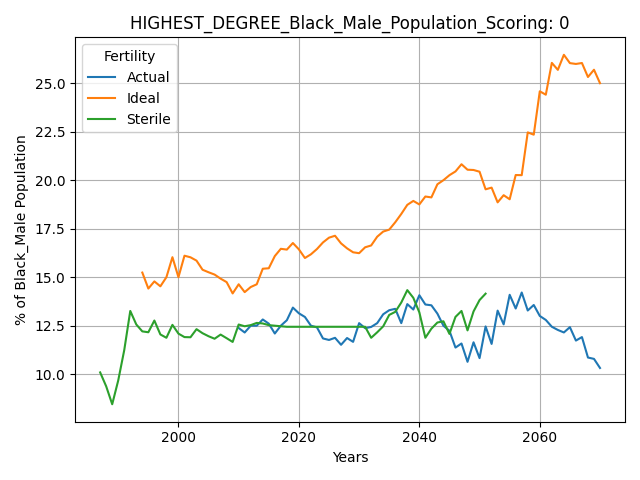 HIGHEST_DEGREE_Black_Male_Population_Scoring: 0
Fertility
Actual
Ideal
Sterile
% of Black_Male Population
25.0
22.5
20.0
17.5
15.0
12.5
10.0
2000
2020
2040
2060
Years